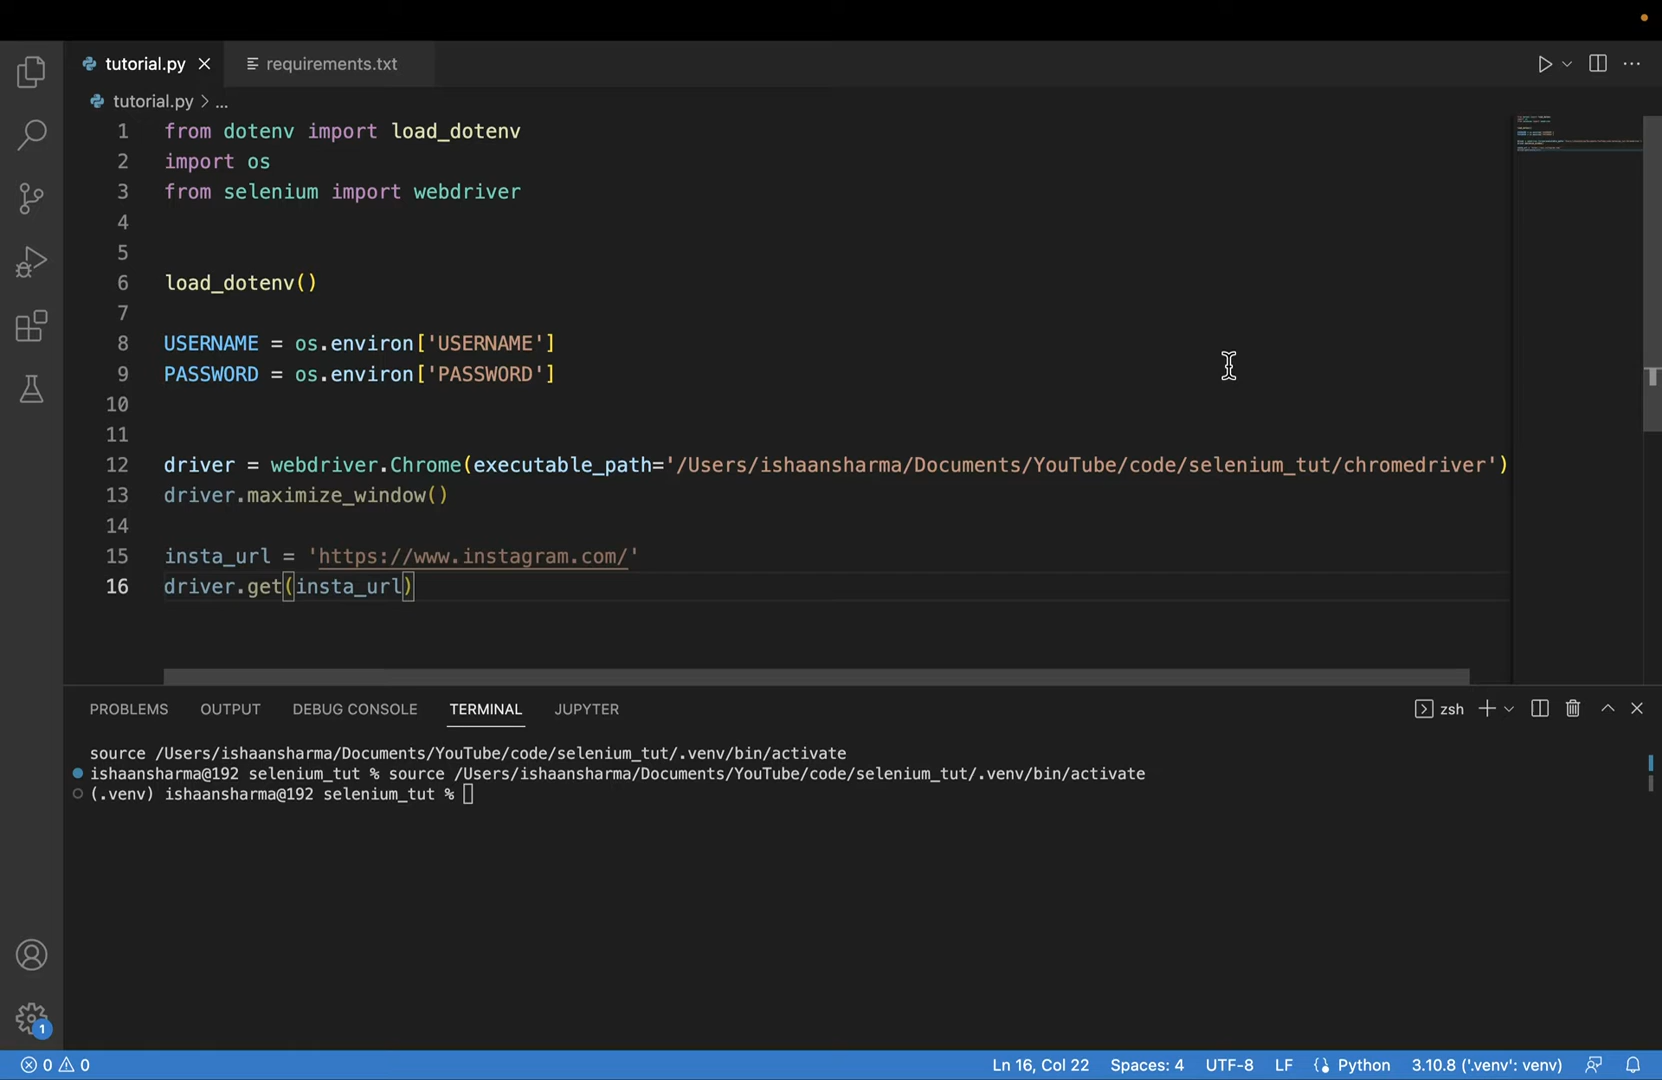 tutorial.py
requirements.txt
tutorial.py > ...
1 from dotenv import load_dotenv
2 import os
3 from selenium import webdriver
4
5
6 load_dotenv()
7
8 USERNAME = os.environ['USERNAME']
9 PASSWORD = os.environ['PASSWORD']
10
11
12 driver = webdriver.Chrome(executable_path='/Users/ishaansharma/Documents/YouTube/code/selenium_tut/chromedriver')
13 driver.maximize_window()
14
15 insta_url = 'https://www.instagram.com/'
16 driver.get(insta_url)
PROBLEMS OUTPUT DEBUG CONSOLE TERMINAL JUPYTER zsh
source /Users/ishaansharma/Documents/YouTube/code/selenium_tut/.venv/bin/activate
ishaansharma@192 selenium_tut % source /Users/ishaansharma/Documents/YouTube/code/selenium_tut/.venv/bin/activate
(.venv) ishaansharma@192 selenium_tut %
1
0 0 Ln 16, Col 22 Spaces: 4 UTF-8 LF Python 3.10.8 ('.venv': venv)